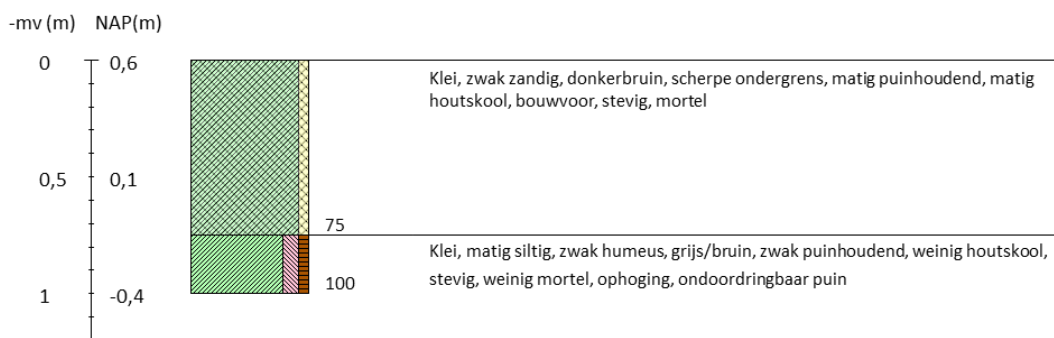 -mv (m) NAP(m)
0 0,6
Klei, zwak zandig, donkerbruin, scherpe ondergrens, matig puinhoudend, matig
houtskool, bouwvoor, stevig, mortel
0,5 0,1
75
Klei, matig siltig, zwak humeus, grijs/bruin, zwak puinhoudend, weinig houtskool,
stevig, weinig mortel, ophoging, ondoordringbaar puin
100
1 -0,4